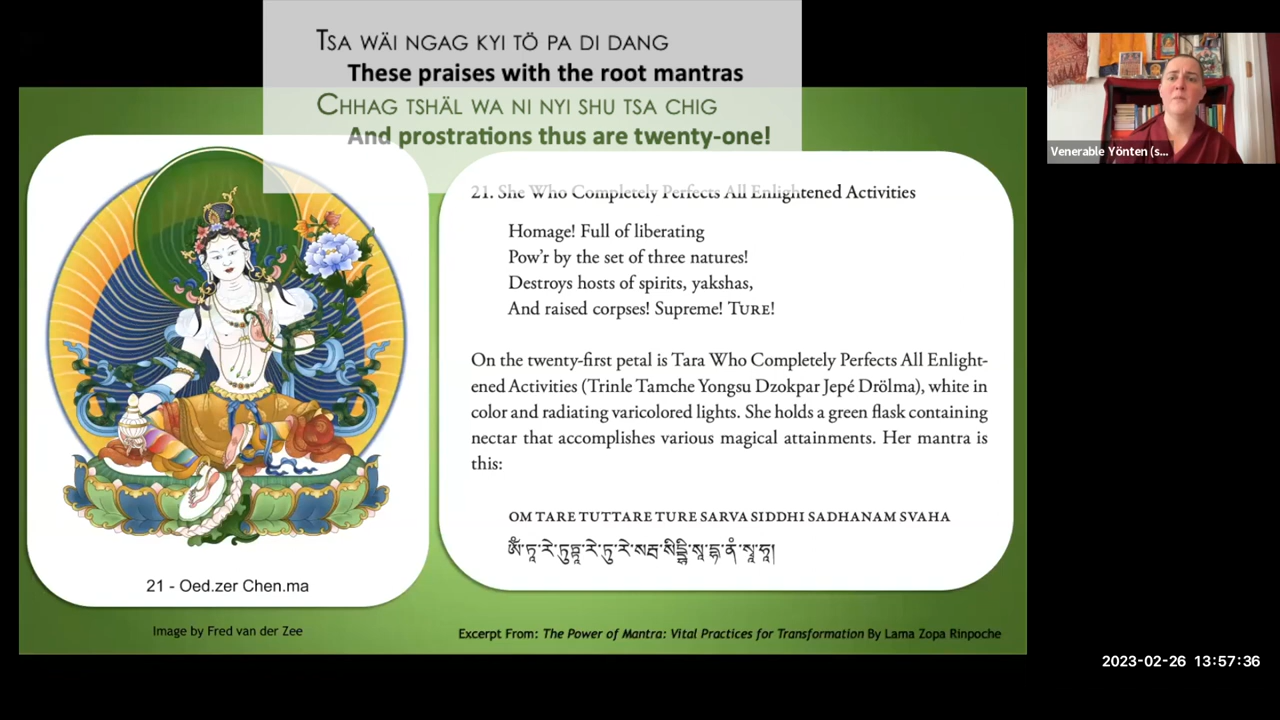 TSA WÄI NGAG KYI TÖ PA DI DANG
These praises with the root mantras
CHHAG TSHÄL WA NI NYI SHU TSA CHIG
And prostrations thus are twenty-one!
21. She Who Completely Perfects All Enlightened Activities
Homage! Full of liberating
Pow'r by the set of three natures!
Destroys hosts of spirits, yakshas,
And raised corpses! Supreme! TURE!
On the twenty-first petal is Tara Who Completely Perfects All Enlight-
ened Activities (Trinle Tamche Yongsu Dzokpar Jepé Drölma), white in
color and radiating varicolored lights. She holds a green flask containing
nectar that accomplishes various magical attainments. Her mantra is
this:
OM TARE TUTTARE TURE SARVA SIDDHI SADHANAM SVAHA
ༀ་ཏཱ་རེ་ཏུཏྟཱ་རེ་ཏུ་རེ་སརྦ་སིདྡྷི་སཱ་དྷ་နံ་སྭཱ་ཧཱ།
21 - Oed.zer Chen.ma
Image by Fred van der Zee
Excerpt From: The Power of Mantra: Vital Practices for Transformation By Lama Zopa Rinpoche
Venerable Yönten (s...
2023-02-26 13:57:36